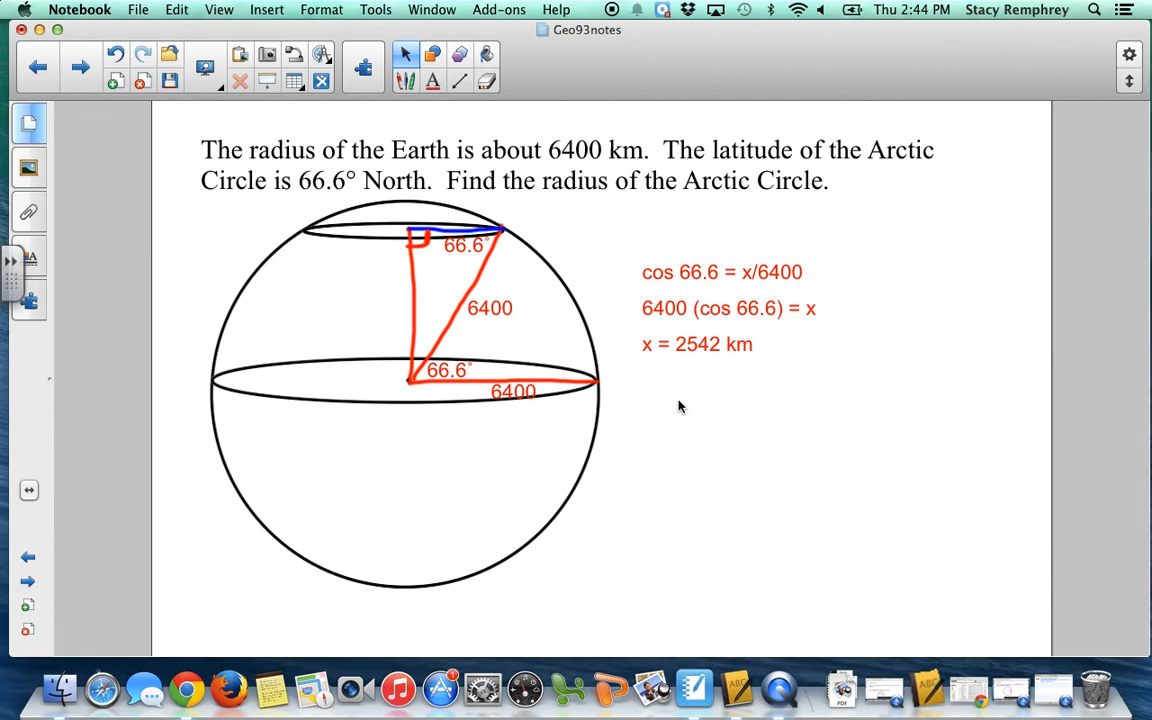 Notebook File Edit View Insert Format Tools Add-ons Help Thu 2:44 PM Stacy Remphrey
Geo93notes
The radius of the Earth is about 6400 km. The latitude of the Arctic
Circle is 66.6° North. Find the radius of the Arctic Circle.
66.6°
cos 66.6 = x/6400
6400
6400 (cos 66.6) = x
x = 2542 km
66.6°
6400